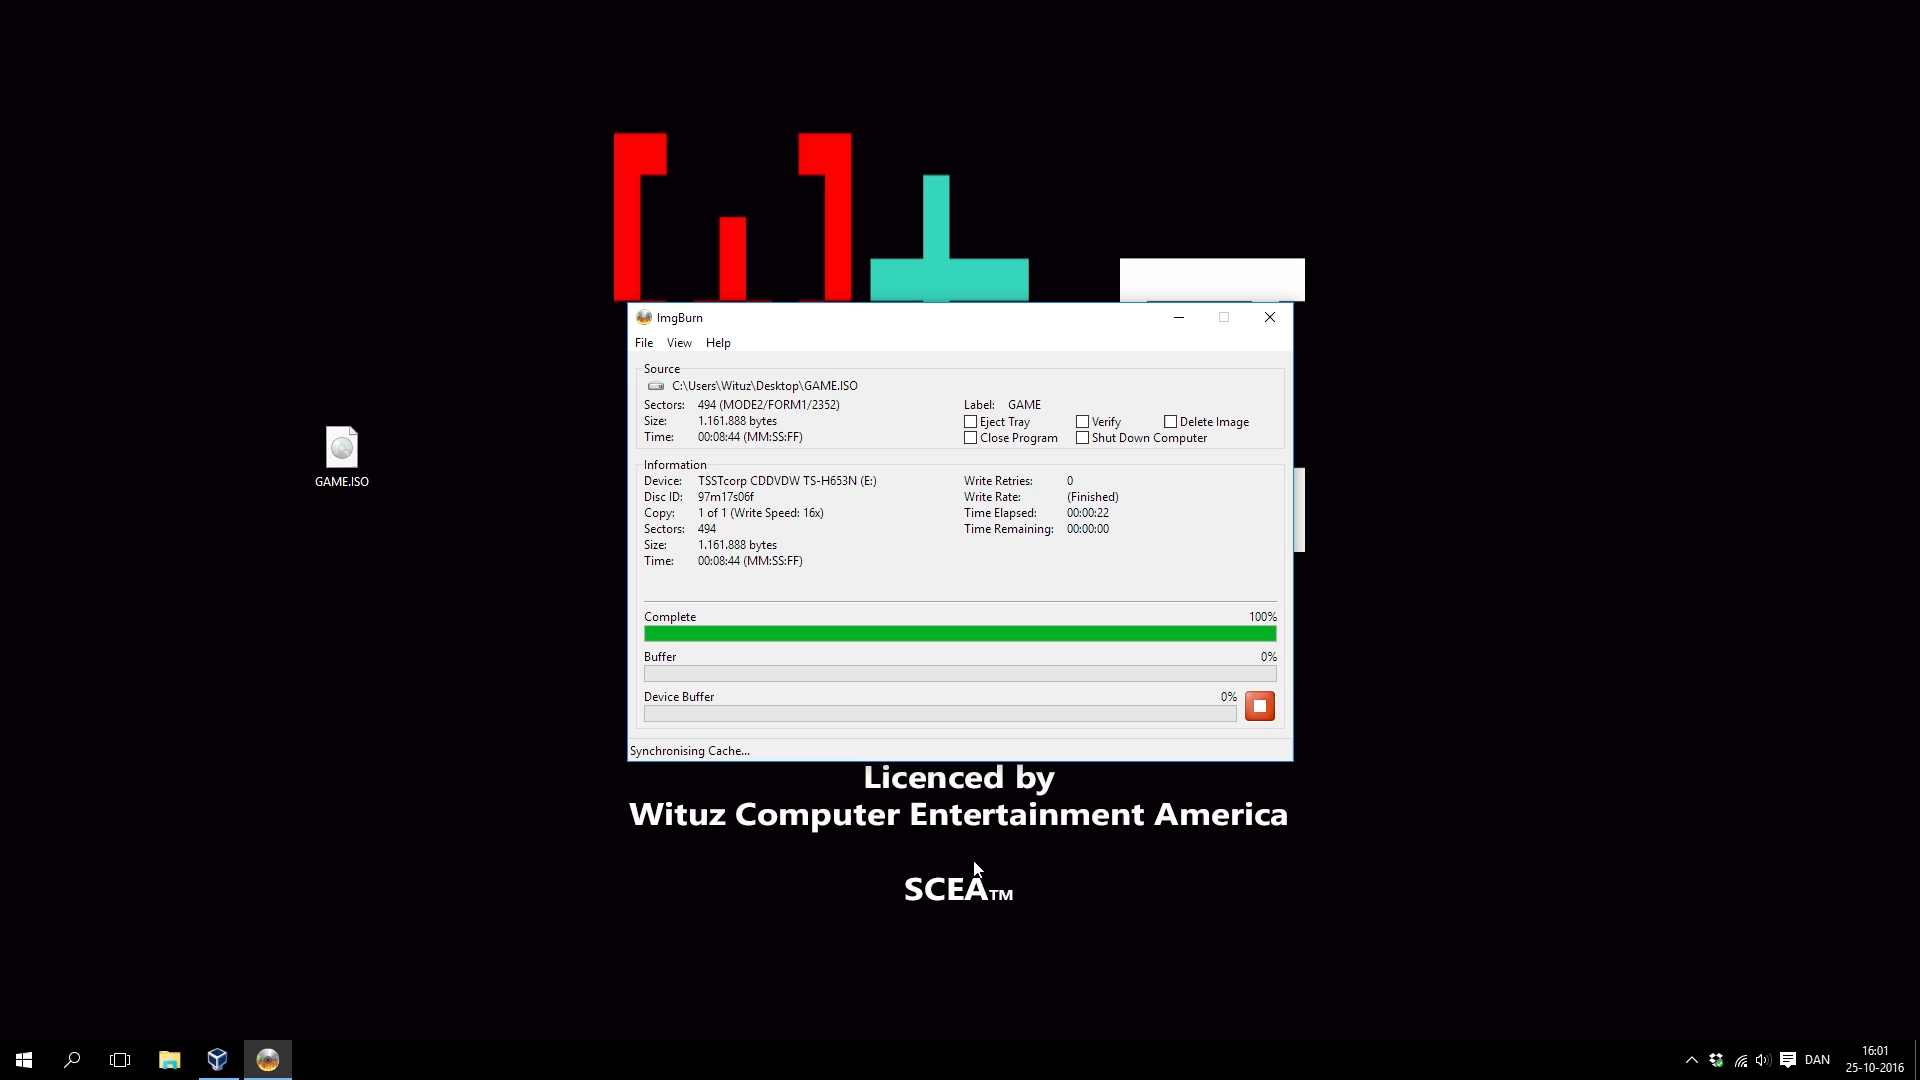 ImgBurn
File View Help
Source
C:\Users\Wituz\Desktop\GAME.ISO
Sectors: 494 (MODE2/FORM1/2352) Label: GAME
Size: 1.161.888 bytes Eject Tray Verify Delete Image
Time: 00:08:44 (MM:SS:FF) Close Program Shut Down Computer
Information
Device: TSSTcorp CDDVDW TS-H653N (E:) Write Retries: 0
Disc ID: 97m17s06f Write Rate: (Finished)
Copy: 1 of 1 (Write Speed: 16x) Time Elapsed: 00:00:22
Sectors: 494 Time Remaining: 00:00:00
Size: 1.161.888 bytes
Time: 00:08:44 (MM:SS:FF)
GAME.ISO
Complete 100%
Buffer 0%
Device Buffer 0%
Synchronising Cache...
Licenced by
Wituz Computer Entertainment America
SCEA™
DAN
16:01
25-10-2016